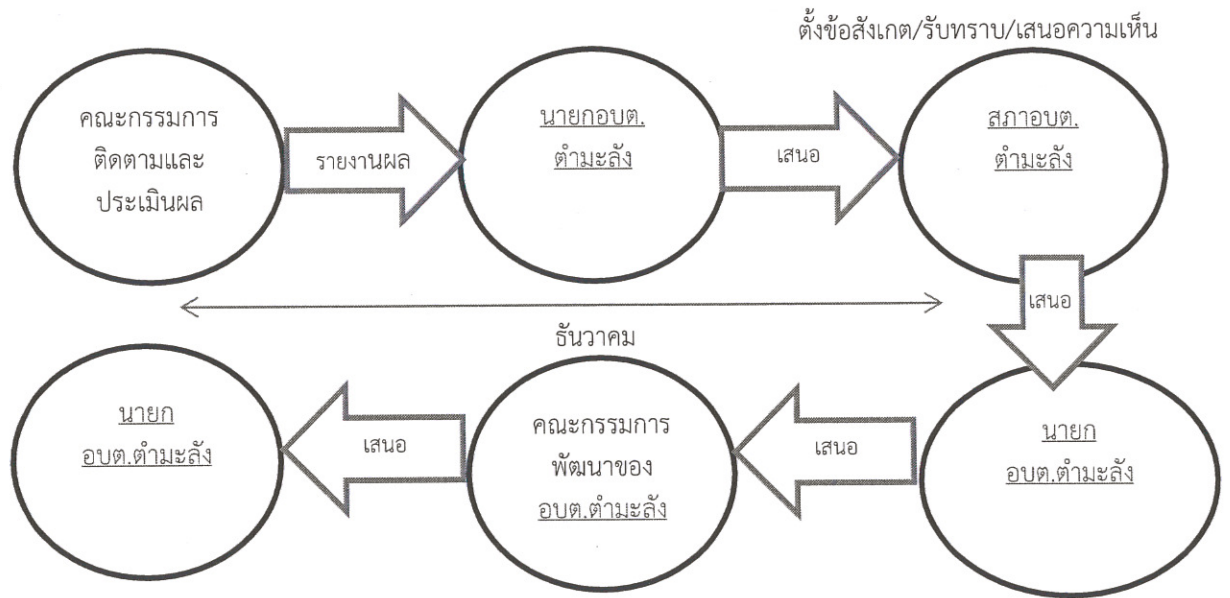 ตั้งข้อสังเกต/รับทราบ/เสนอความเห็น
คณะกรรมการ
ติดตามและ
ประเมินผล
รายงานผล
นายกอบต.
ตำมะลัง
เสนอ
สภาอบต.
ตำมะลัง
เสนอ
ธันวาคม
นายก
อบต.ตำมะลัง
เสนอ
คณะกรรมการ
พัฒนาของ
อบต.ตำมะลัง
เสนอ
นายก
อบต.ตำมะลัง